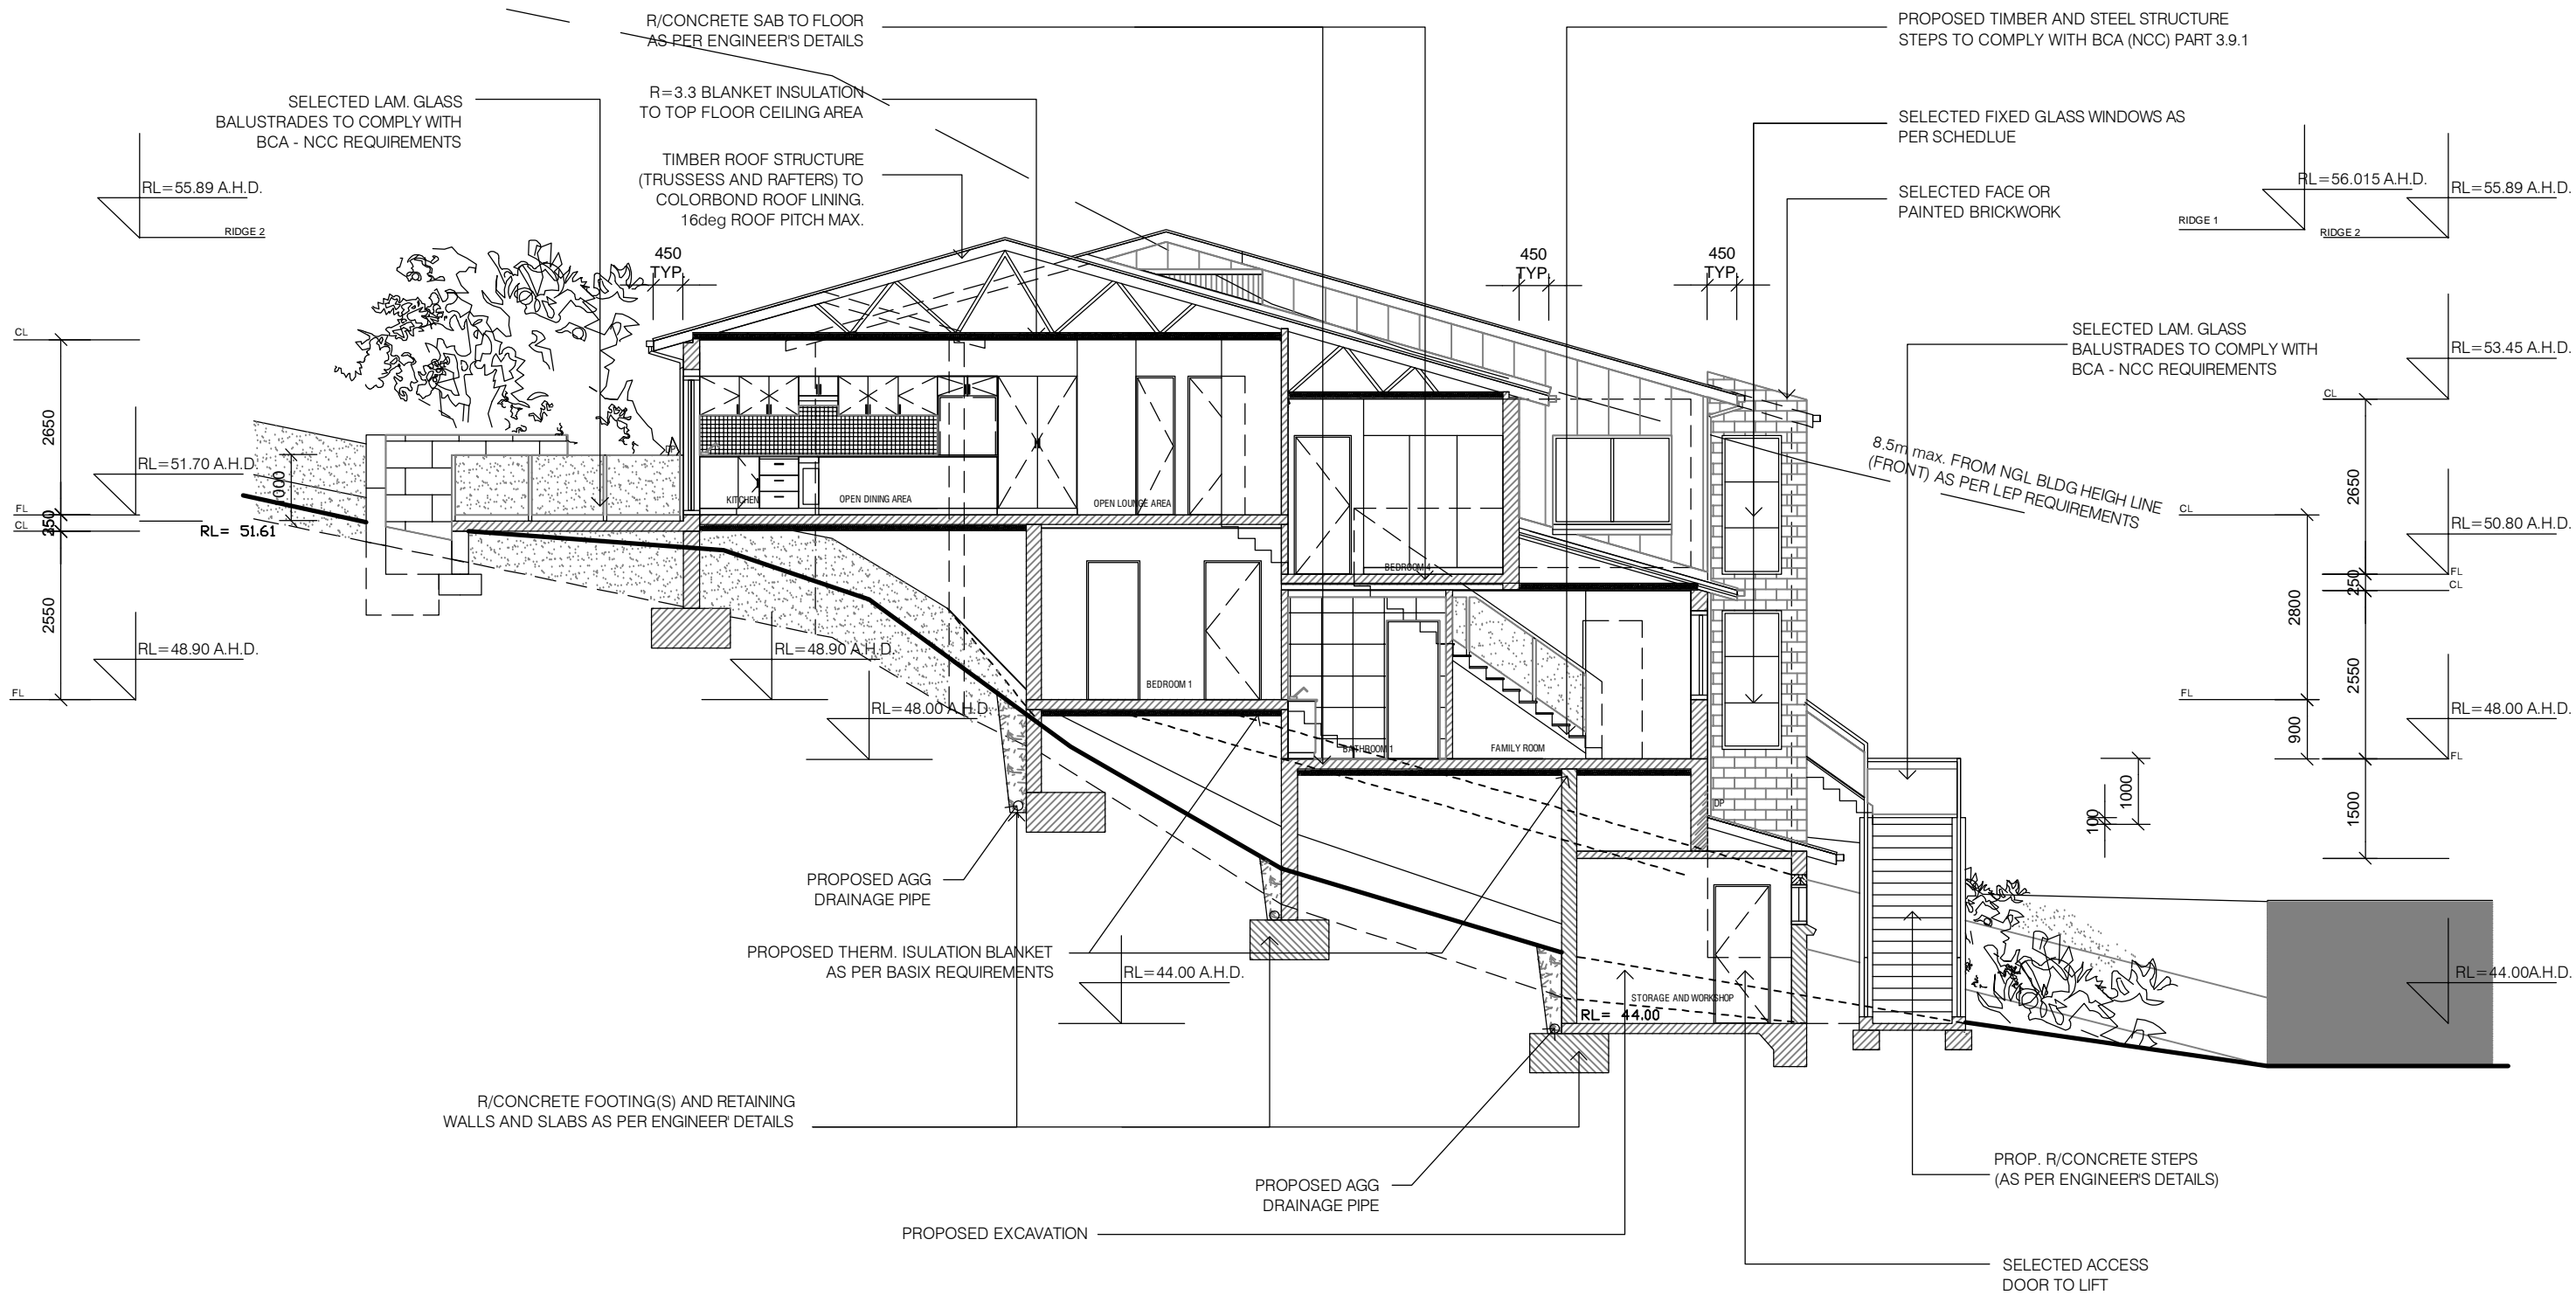 R/CONCRETE SAB TO FLOOR
AS PER ENGINEER'S DETAILS
PROPOSED TIMBER AND STEEL STRUCTURE
STEPS TO COMPLY WITH BCA (NCC) PART 3.9.1
SELECTED LAM. GLASS
BALUSTRADES TO COMPLY WITH
BCA - NCC REQUIREMENTS
R=3.3 BLANKET INSULATION
TO TOP FLOOR CEILING AREA
SELECTED FIXED GLASS WINDOWS AS
PER SCHEDLUE
TIMBER ROOF STRUCTURE
(TRUSSESS AND RAFTERS) TO
COLORBOND ROOF LINING.
16deg ROOF PITCH MAX.
SELECTED FACE OR
PAINTED BRICKWORK
RL=55.89 A.H.D.
RIDGE 2
RL=56.015 A.H.D.
RIDGE 1
RL=55.89 A.H.D.
RIDGE 2
450
TYP.
450
TYP.
450
TYP.
CL
2650
RL=51.70 A.H.D.
FL
CL
250
1000
RL= 51.61
2550
RL=48.90 A.H.D.
FL
SELECTED LAM. GLASS
BALUSTRADES TO COMPLY WITH
BCA - NCC REQUIREMENTS
RL=53.45 A.H.D.
CL
8.5m max. FROM NGL BLDG HEIGH LINE
(FRONT) AS PER LEP REQUIREMENTS
2650
CL
RL=50.80 A.H.D.
FL
CL
250
2800
2550
FL
900
RL=48.00 A.H.D.
FL
1000
100
1500
RL=44.00A.H.D.
DP
KITCHEN
OPEN DINING AREA
OPEN LOUNGE AREA
BEDROOM 4
BEDROOM 1
BATHROOM 1
FAMILY ROOM
DP
RL=48.90 A.H.D.
RL=48.00 A.H.D.
PROPOSED AGG
DRAINAGE PIPE
PROPOSED THERM. ISULATION BLANKET
AS PER BASIX REQUIREMENTS
RL=44.00 A.H.D.
STORAGE AND WORKSHOP
RL= 44.00
R/CONCRETE FOOTING(S) AND RETAINING
WALLS AND SLABS AS PER ENGINEER' DETAILS
PROPOSED AGG
DRAINAGE PIPE
PROPOSED EXCAVATION
PROP. R/CONCRETE STEPS
(AS PER ENGINEER'S DETAILS)
SELECTED ACCESS
DOOR TO LIFT